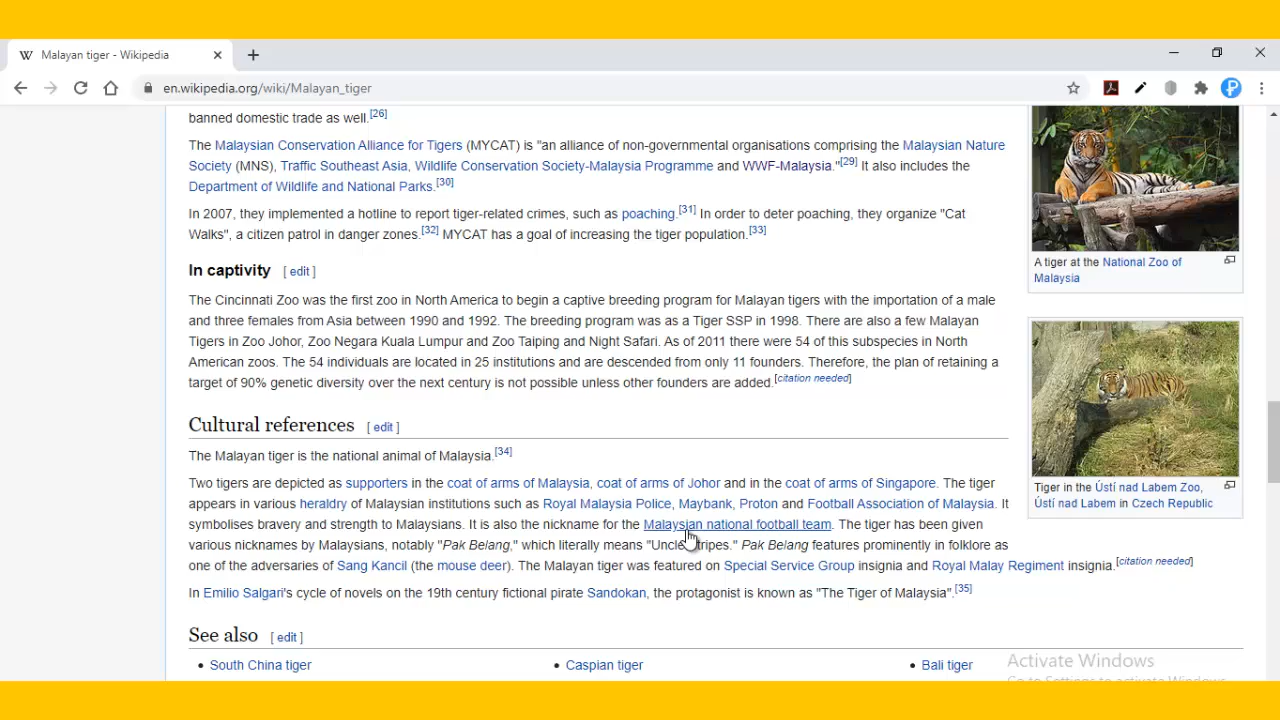 Malayan tiger - Wikipedia
en.wikipedia.org/wiki/Malayan_tiger
banned domestic trade as well.[26]
The Malaysian Conservation Alliance for Tigers (MYCAT) is "an alliance of non-governmental organisations comprising the Malaysian Nature
Society (MNS), Traffic Southeast Asia, Wildlife Conservation Society-Malaysia Programme and WWF-Malaysia."[29] It also includes the
Department of Wildlife and National Parks.[30]
In 2007, they implemented a hotline to report tiger-related crimes, such as poaching.[31] In order to deter poaching, they organize "Cat
Walks", a citizen patrol in danger zones.[32] MYCAT has a goal of increasing the tiger population.[33]
A tiger at the National Zoo of
Malaysia
In captivity [ edit ]
The Cincinnati Zoo was the first zoo in North America to begin a captive breeding program for Malayan tigers with the importation of a male
and three females from Asia between 1990 and 1992. The breeding program was as a Tiger SSP in 1998. There are also a few Malayan
Tigers in Zoo Johor, Zoo Negara Kuala Lumpur and Zoo Taiping and Night Safari. As of 2011 there were 54 of this subspecies in North
American zoos. The 54 individuals are located in 25 institutions and are descended from only 11 founders. Therefore, the plan of retaining a
target of 90% genetic diversity over the next century is not possible unless other founders are added.[citation needed]
Tiger in the Ústí nad Labem Zoo,
Ústí nad Labem in Czech Republic
Cultural references [ edit ]
The Malayan tiger is the national animal of Malaysia.[34]
Two tigers are depicted as supporters in the coat of arms of Malaysia, coat of arms of Johor and in the coat of arms of Singapore. The tiger
appears in various heraldry of Malaysian institutions such as Royal Malaysia Police, Maybank, Proton and Football Association of Malaysia. It
symbolises bravery and strength to Malaysians. It is also the nickname for the Malaysian national football team. The tiger has been given
various nicknames by Malaysians, notably "Pak Belang," which literally means "Uncle tripes." Pak Belang features prominently in folklore as
one of the adversaries of Sang Kancil (the mouse deer). The Malayan tiger was featured on Special Service Group insignia and Royal Malay Regiment insignia.[citation needed]
In Emilio Salgari's cycle of novels on the 19th century fictional pirate Sandokan, the protagonist is known as "The Tiger of Malaysia".[35]
See also [ edit ]
• South China tiger
• Caspian tiger
• Bali tiger
Activate Windows